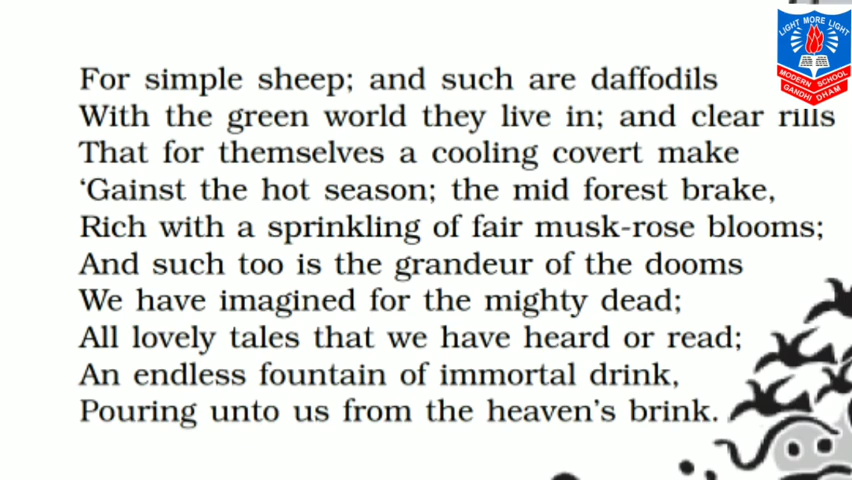 LIGHT MORE LIGHT
MODERN SCHOOL
GANDHI DHAM
For simple sheep; and such are daffodils
With the green world they live in; and clear rills
That for themselves a cooling covert make
‘Gainst the hot season; the mid forest brake,
Rich with a sprinkling of fair musk-rose blooms;
And such too is the grandeur of the dooms
We have imagined for the mighty dead;
All lovely tales that we have heard or read;
An endless fountain of immortal drink,
Pouring unto us from the heaven’s brink.